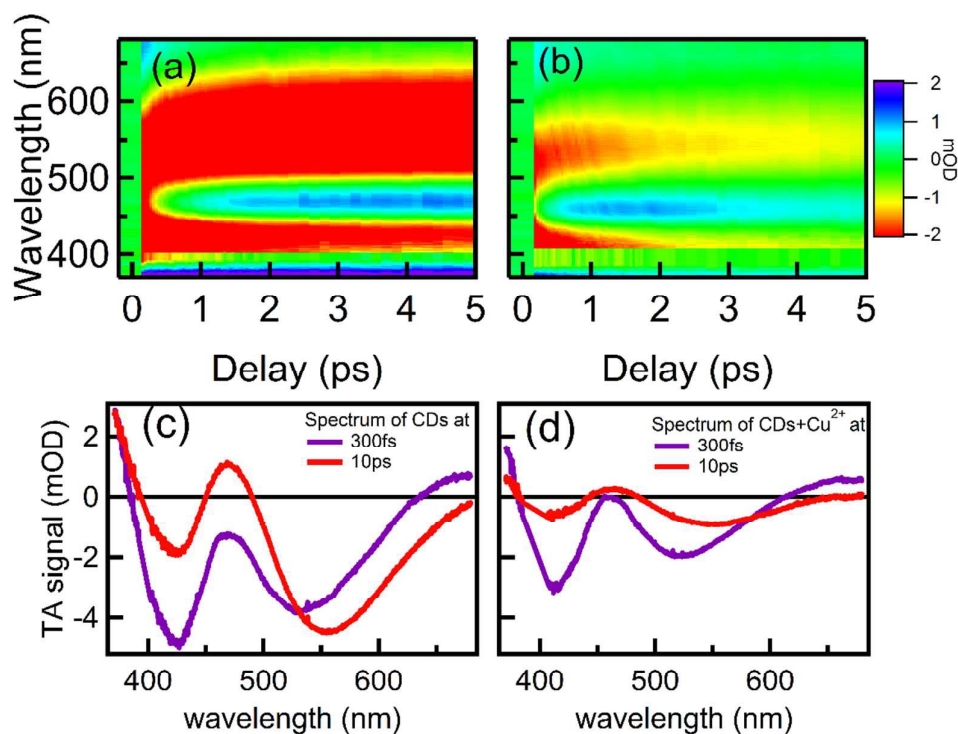 (a)
(b)
Wavelength (nm)
600
500
400
0 1 2 3 4 5
0 1 2 3 4 5
Delay (ps)
Delay (ps)
2
1
0
-1
-2
mOD
(c)
Spectrum of CDs at
300fs
10ps
(d)
Spectrum of CDs+Cu²⁺ at
300fs
10ps
TA signal (mOD)
2
0
-2
-4
400 500 600
400 500 600
wavelength (nm)
wavelength (nm)